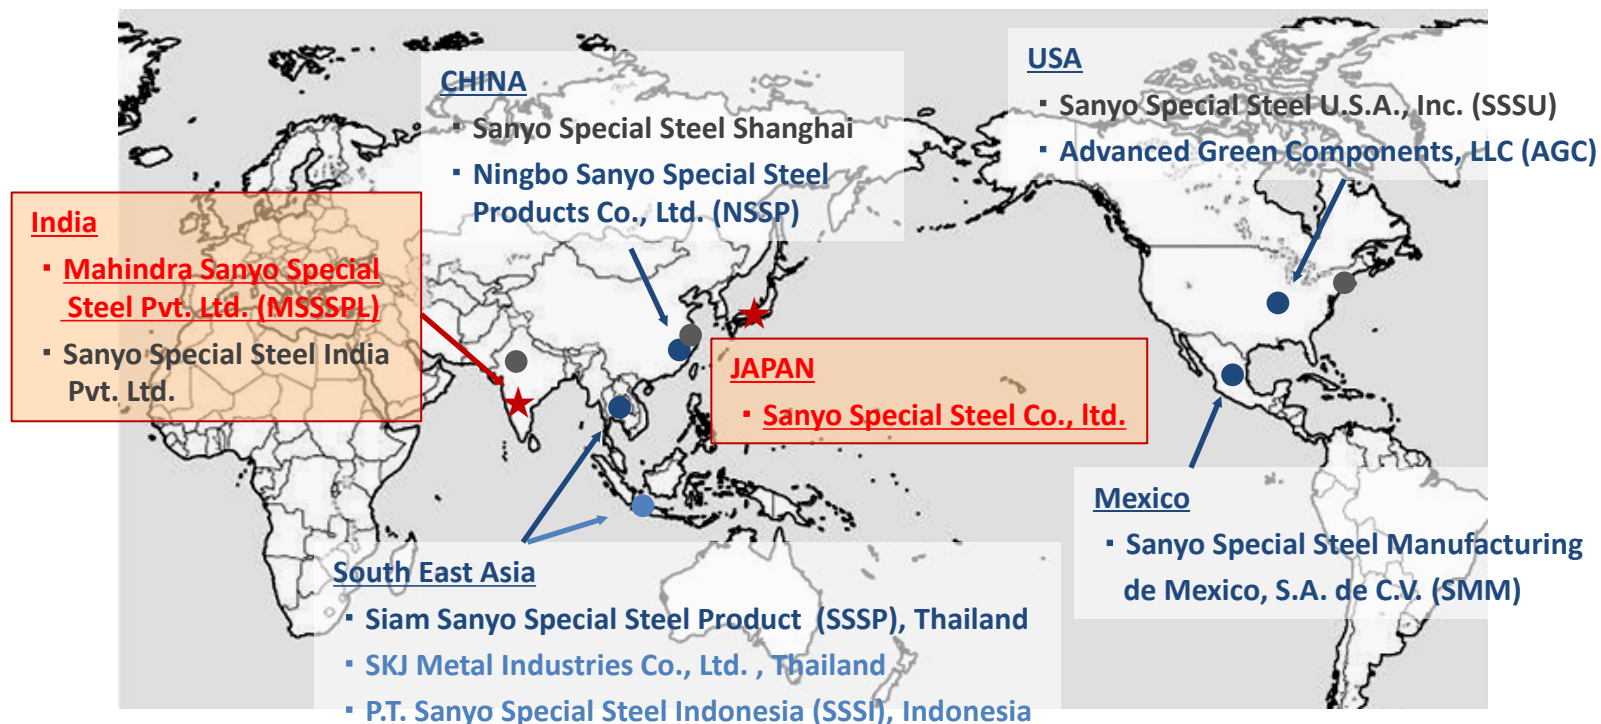 CHINA
▪ Sanyo Special Steel Shanghai
▪ Ningbo Sanyo Special Steel
Products Co., Ltd. (NSSP)
USA
▪ Sanyo Special Steel U.S.A., Inc. (SSSU)
▪ Advanced Green Components, LLC (AGC)
India
▪ Mahindra Sanyo Special
Steel Pvt. Ltd. (MSSSPL)
▪ Sanyo Special Steel India
Pvt. Ltd.
JAPAN
▪ Sanyo Special Steel Co., ltd.
Mexico
▪ Sanyo Special Steel Manufacturing
de Mexico, S.A. de C.V. (SMM)
South East Asia
▪ Siam Sanyo Special Steel Product (SSSP), Thailand
▪ SKJ Metal Industries Co., Ltd. , Thailand
▪ P.T. Sanyo Special Steel Indonesia (SSSI), Indonesia